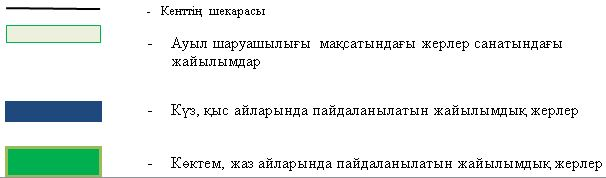 - Кенттің шекарасы
- Ауыл шаруашылығы мақсатындағы жерлер санатындағы
жайылымдар
- Күз, қыс айларында пайдаланылатын жайылымдық жерлер
- Көктем, жаз айларында пайдаланылатын жайылымдық жерлер